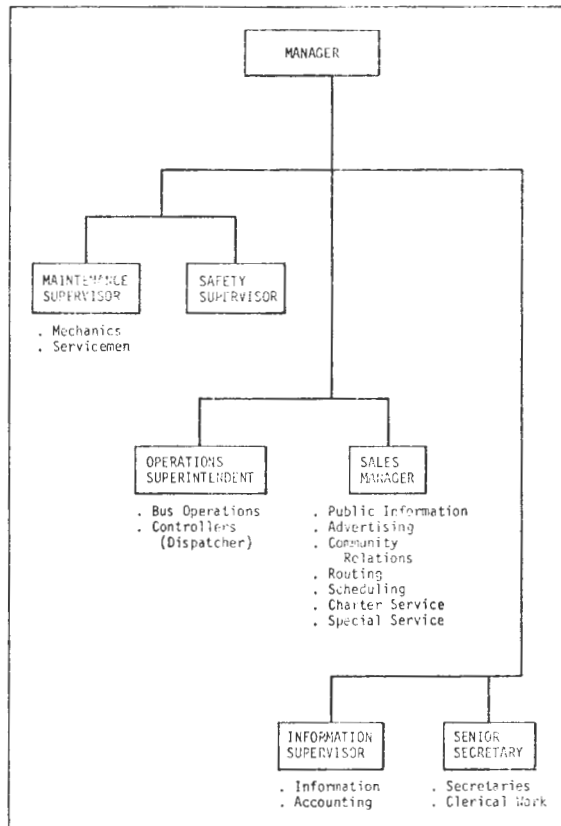 MANAGER
MAINTENANCE
SUPERVISOR
. Mechanics
. Servicemen
SAFETY
SUPERVISOR
OPERATIONS
SUPERINTENDENT
. Bus Operations
. Controllers
(Dispatcher)
SALES
MANAGER
. Public Information
. Advertising
. Community
Relations
. Routing
. Scheduling
. Charter Service
. Special Service
INFORMATION
SUPERVISOR
. Information
. Accounting
SENIOR
SECRETARY
. Secretaries
. Clerical Work